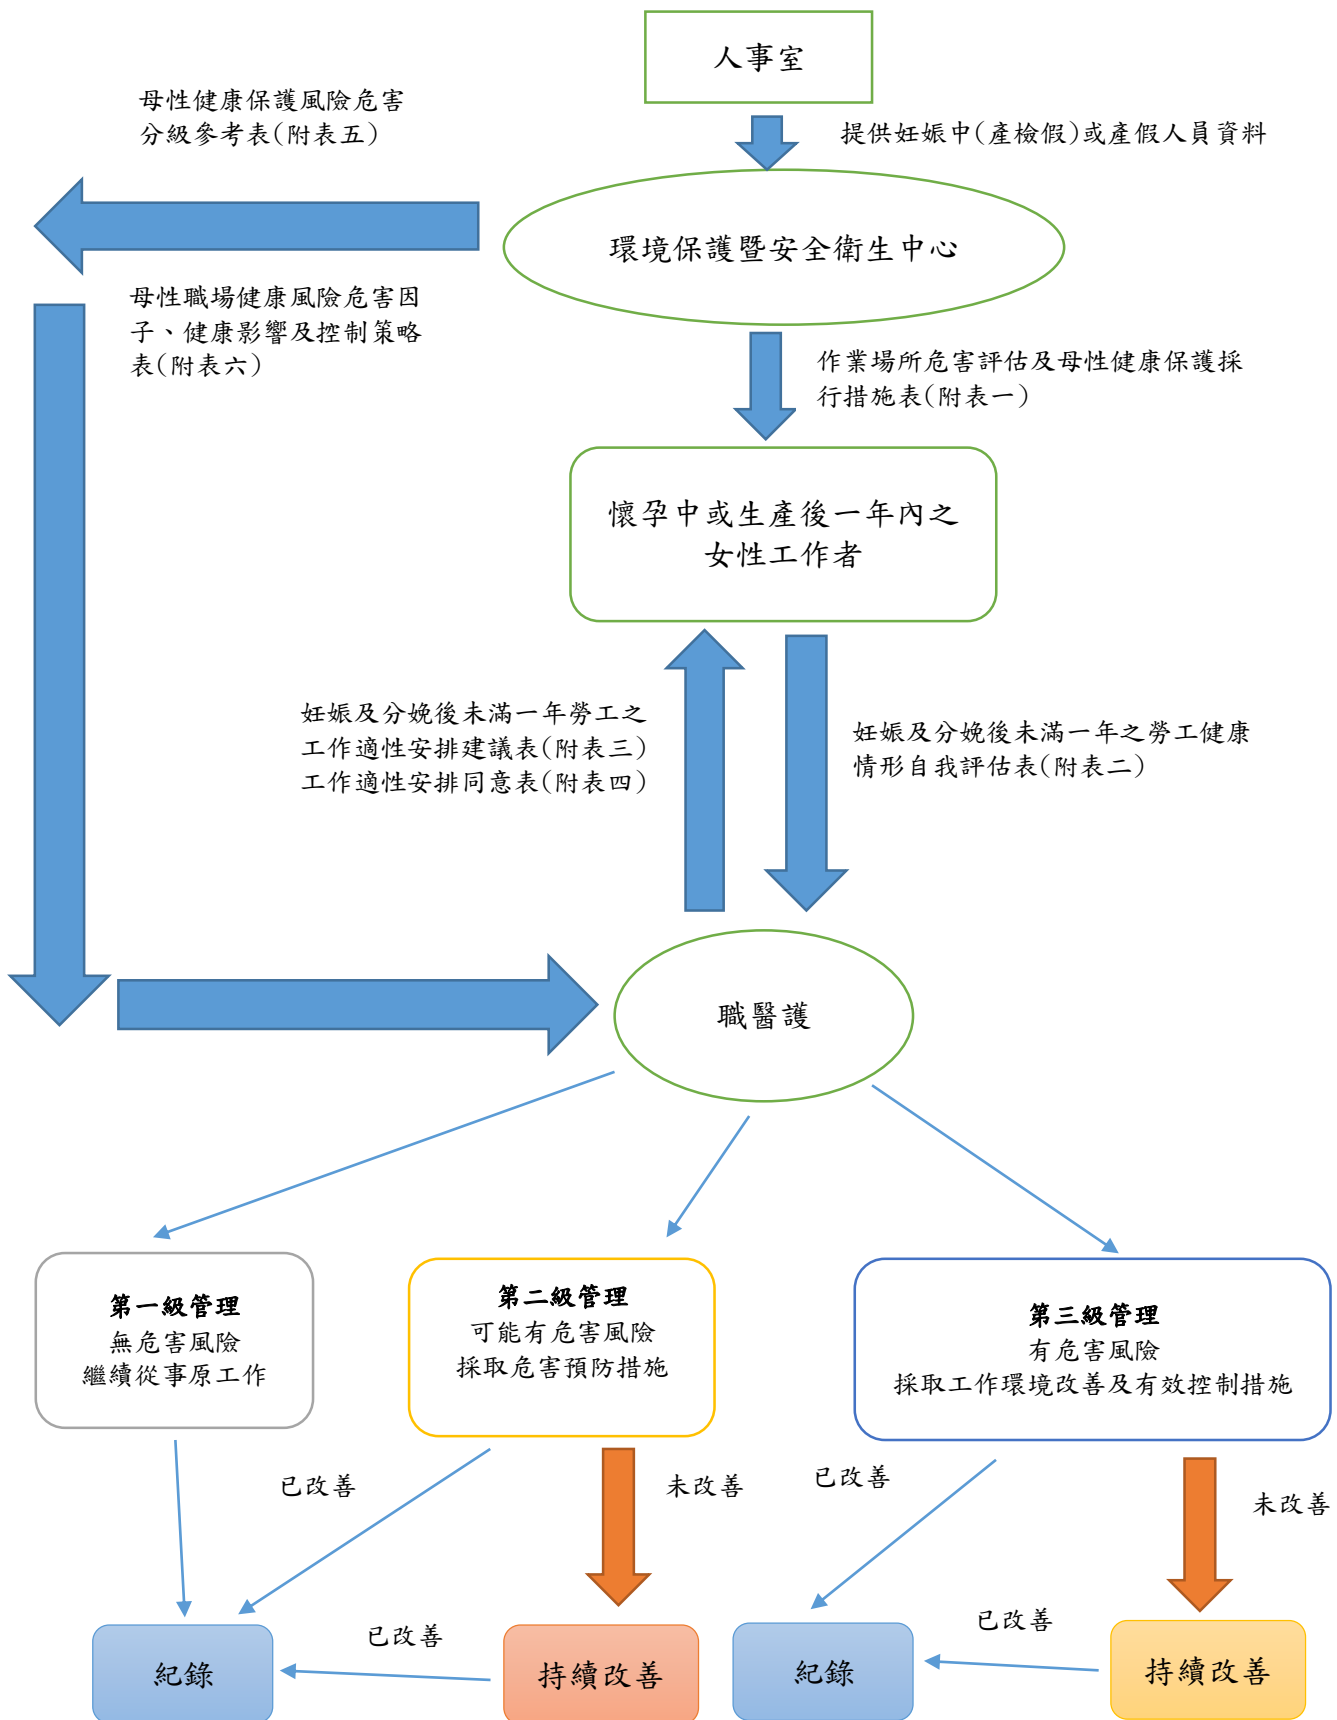 人事室
母性健康保護風險危害
分級參考表(附表五)
提供妊娠中(產檢假)或產假人員資料
環境保護暨安全衛生中心
母性職場健康風險危害因
子、健康影響及控制策略
表(附表六)
作業場所危害評估及母性健康保護採
行措施表(附表一)
懷孕中或生產後一年內之
女性工作者
妊娠及分娩後未滿一年勞工之
工作適性安排建議表(附表三)
工作適性安排同意表(附表四)
妊娠及分娩後未滿一年之勞工健康
情形自我評估表(附表二)
職醫護
第一級管理
無危害風險
繼續從事原工作
第二級管理
可能有危害風險
採取危害預防措施
第三級管理
有危害風險
採取工作環境改善及有效控制措施
已改善
未改善
已改善
未改善
已改善
已改善
紀錄
持續改善
紀錄
持續改善